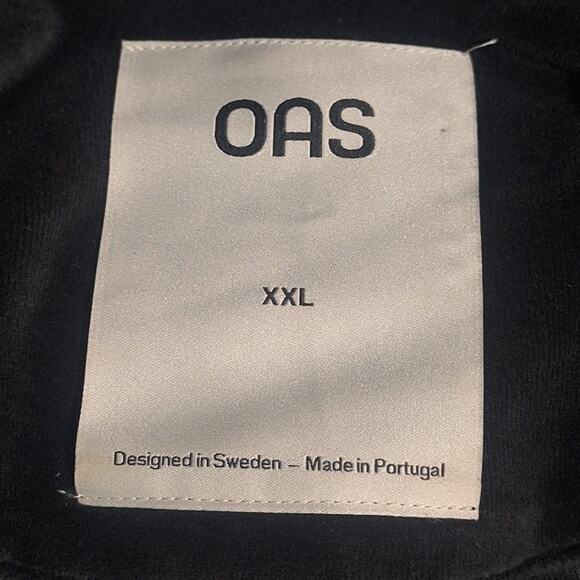 OAS
XXL
Designed in Sweden – Made in Portugal